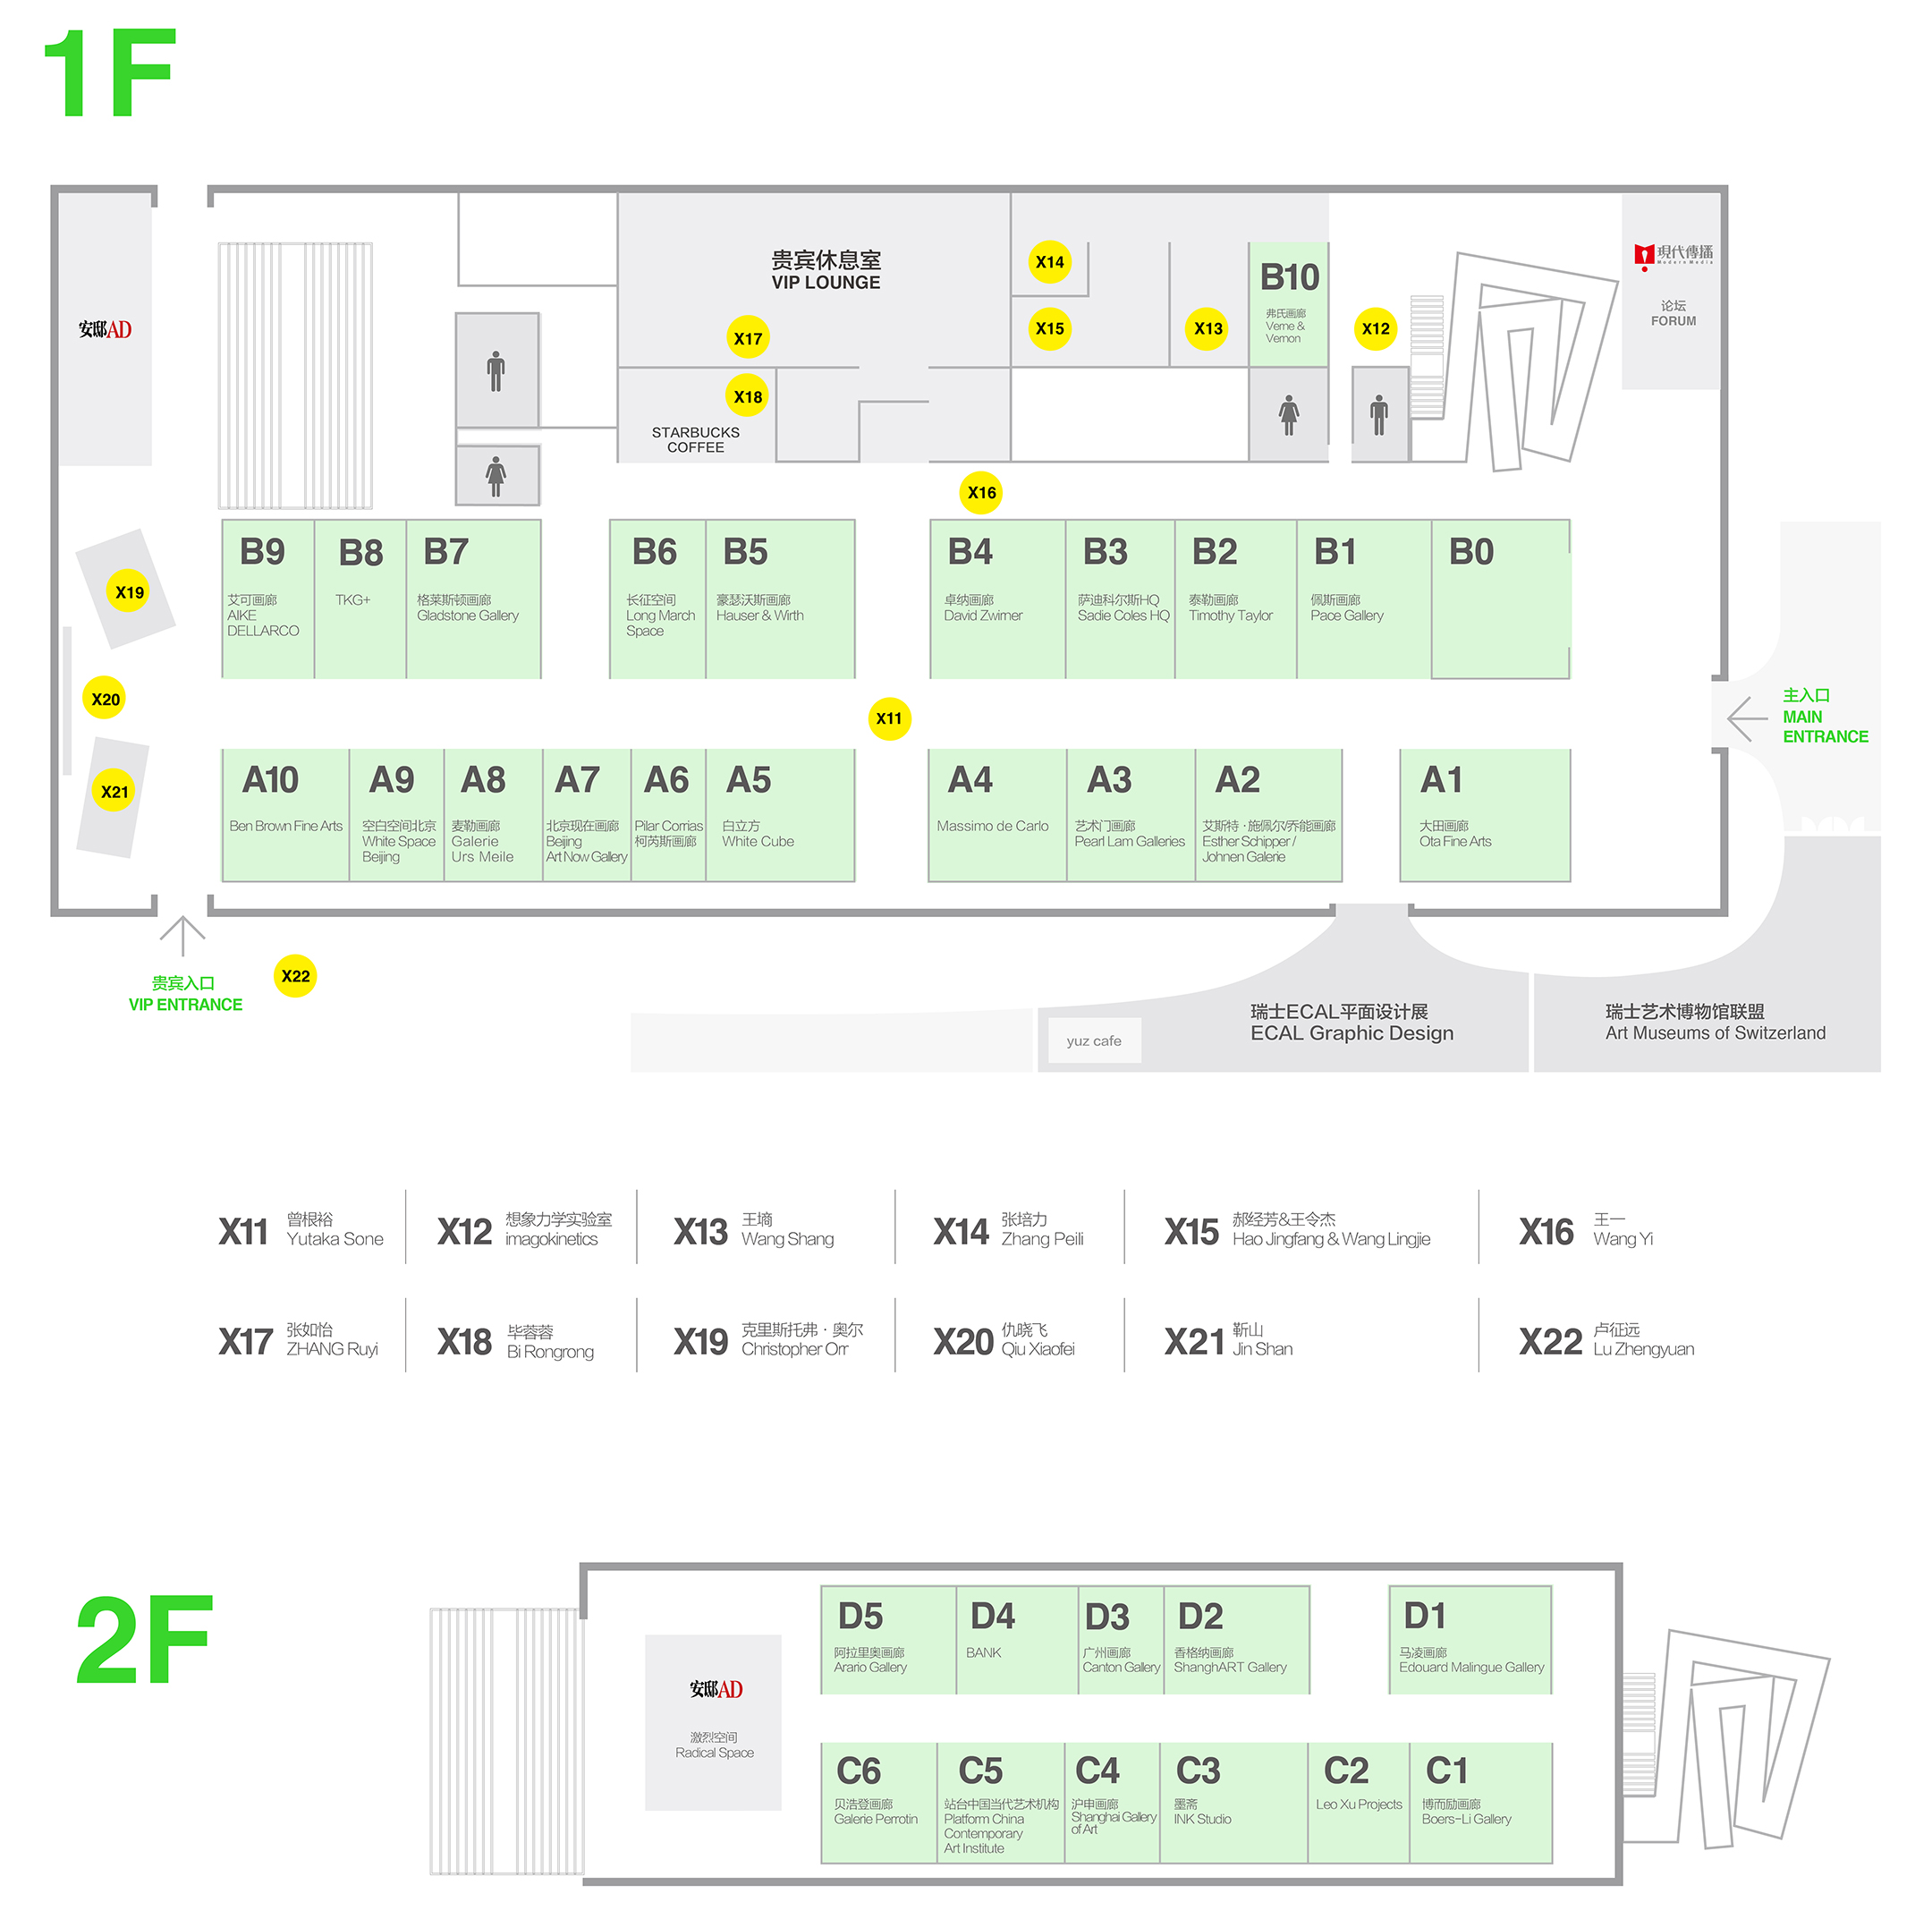 1F
安邸AD
贵宾休息室
VIP LOUNGE
X17
X18
STARBUCKS
COFFEE
X14
X15
X13
B10
弗氏画廊
Verne &
Vernon
X12
現代傳播
Modern Media
论坛
FORUM
X16
B9
艾可画廊
AIKE
DELLARCO
B8
TKG+
B7
格莱斯顿画廊
Gladstone Gallery
B6
长征空间
Long March
Space
B5
豪瑟沃斯画廊
Hauser & Wirth
B4
卓纳画廊
David Zwirner
B3
萨迪科尔斯HQ
Sadie Coles HQ
B2
泰勒画廊
Timothy Taylor
B1
佩斯画廊
Pace Gallery
B0
X19
X20
X21
X11
主入口
MAIN
ENTRANCE
A10
Ben Brown Fine Arts
A9
空白空间北京
White Space
Beijing
A8
麦勒画廊
Galerie
Urs Meile
A7
北京现在画廊
Beijing
Art Now Gallery
A6
Pilar Corrias
柯芮斯画廊
A5
白立方
White Cube
A4
Massimo de Carlo
A3
艺术门画廊
Pearl Lam Galleries
A2
艾斯特·施佩尔/乔能画廊
Esther Schipper /
Johnen Galerie
A1
大田画廊
Ota Fine Arts
贵宾入口
VIP ENTRANCE
X22
yuz cafe
瑞士ECAL平面设计展
ECAL Graphic Design
瑞士艺术博物馆联盟
Art Museums of Switzerland
X11 曾根裕
Yutaka Sone
X12 想象力学实验室
imagokinetics
X13 王墒
Wang Shang
X14 张培力
Zhang Peili
X15 郝经芳&王令杰
Hao Jingfang & Wang Lingjie
X16 王一
Wang Yi
X17 张如怡
ZHANG Ruyi
X18 毕蓉蓉
Bi Rongrong
X19 克里斯托弗·奥尔
Christopher Orr
X20 仇晓飞
Qiu Xiaofei
X21 靳山
Jin Shan
X22 卢征远
Lu Zhengyuan
2F
安邸AD
激烈空间
Radical Space
D5
阿拉里奥画廊
Arario Gallery
D4
BANK
D3
广州画廊
Canton Gallery
D2
香格纳画廊
ShanghART Gallery
D1
马凌画廊
Edouard Malingue Gallery
C6
贝浩登画廊
Galerie Perrotin
C5
站台中国当代艺术机构
Platform China
Contemporary
Art Institute
C4
沪申画廊
Shanghai Gallery
of Art
C3
墨斋
INK Studio
C2
Leo Xu Projects
C1
博而励画廊
Boers-Li Gallery